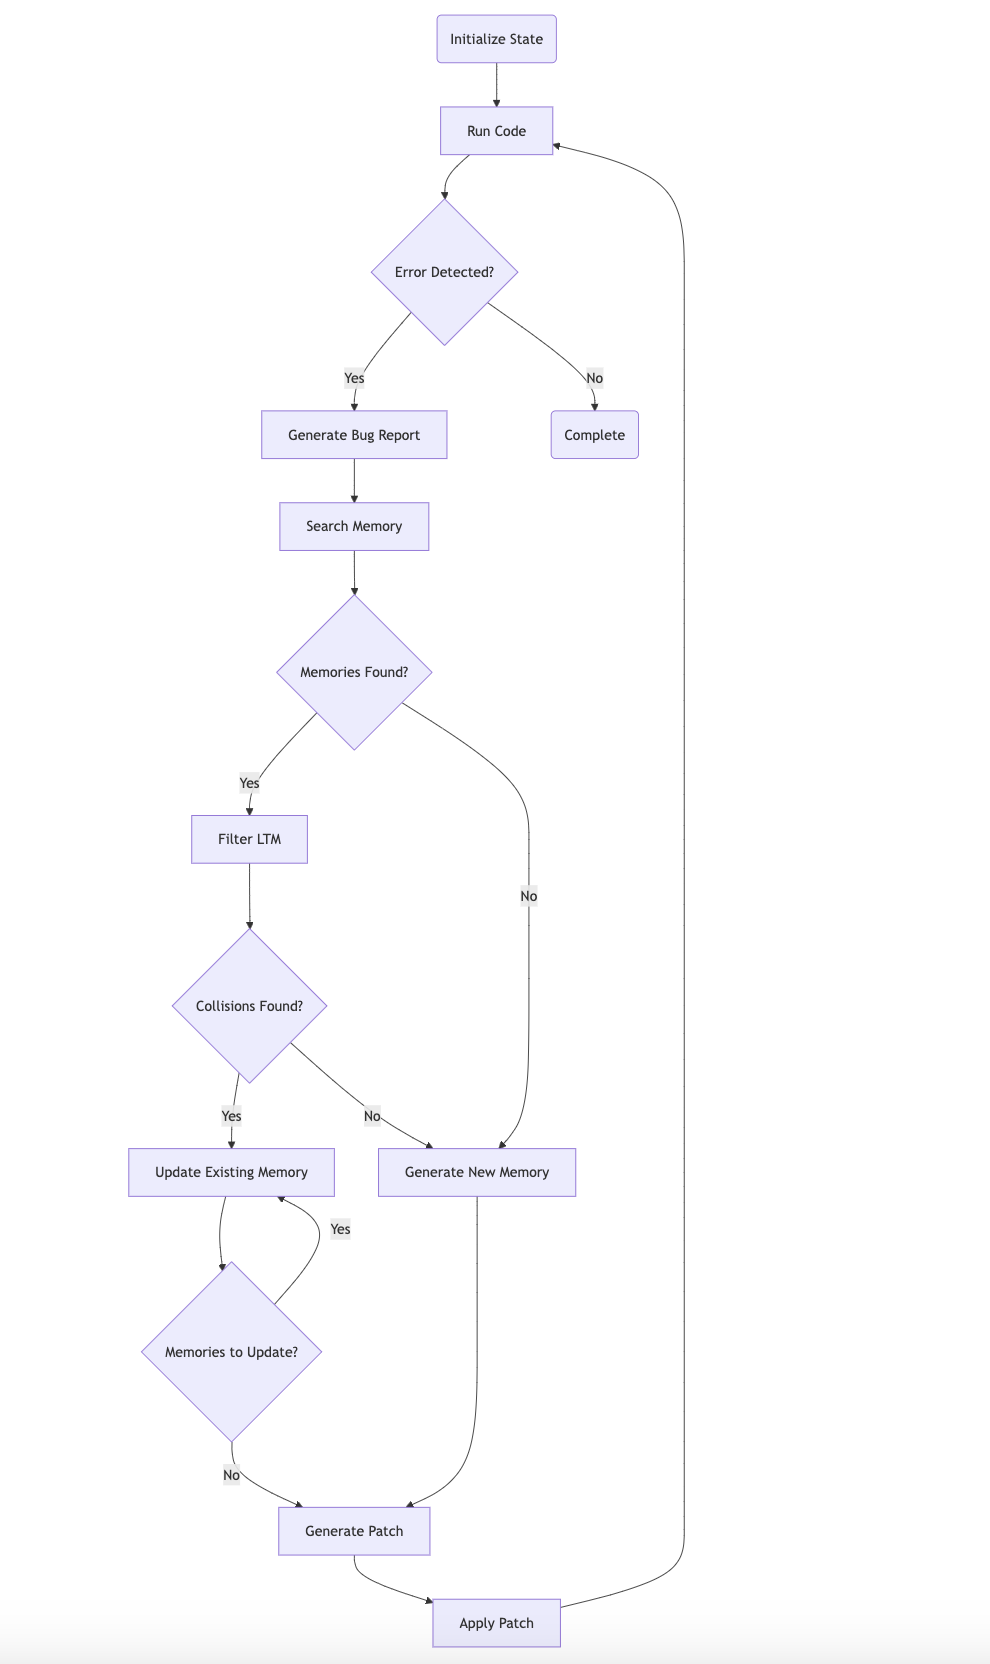 Initialize State
Run Code
Error Detected?
Yes
No
Generate Bug Report
Complete
Search Memory
Memories Found?
Yes
Filter LTM
No
Collisions Found?
Yes
No
Update Existing Memory
Generate New Memory
Yes
Memories to Update?
No
Generate Patch
Apply Patch